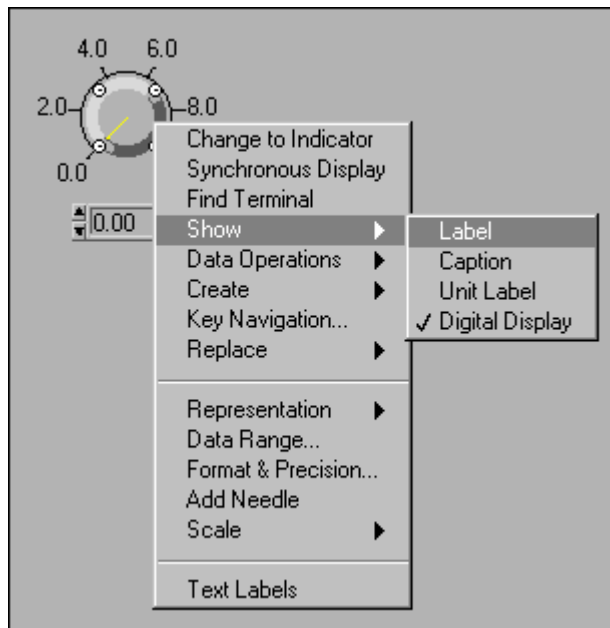 4.0 6.0
2.0 8.0
0.0
0.00
Change to Indicator
Synchronous Display
Find Terminal
Show
Data Operations
Create
Key Navigation...
Replace
Representation
Data Range...
Format & Precision...
Add Needle
Scale
Text Labels
Label
Caption
Unit Label
Digital Display